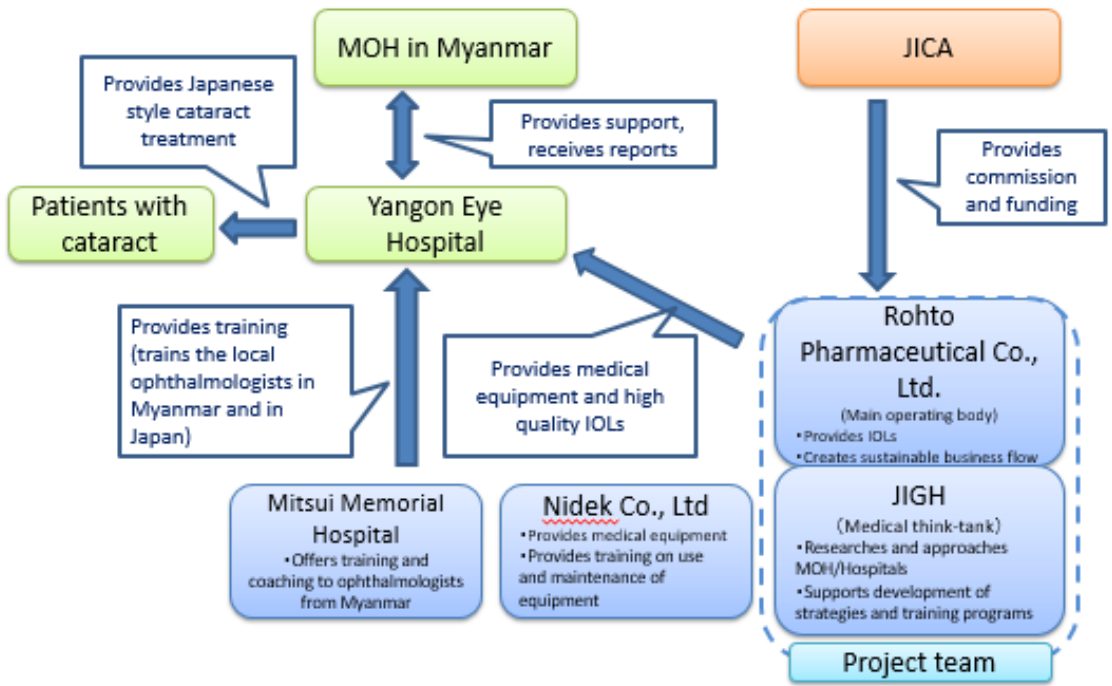 MOH in Myanmar
JICA
Provides Japanese
style cataract
treatment
Provides support,
receives reports
Provides
commission
and funding
Patients with
cataract
Yangon Eye
Hospital
Provides training
(trains the local
ophthalmologists in
Myanmar and in
Japan)
Provides medical
equipment and high
quality IOLs
Rohto
Pharmaceutical Co.,
Ltd.
(Main operating body)
•Provides IOLs
•Creates sustainable business flow
Mitsui Memorial
Hospital
•Offers training and
coaching to ophthalmologists
from Myanmar
Nidek Co., Ltd
•Provides medical equipment
•Provides training on use
and maintenance of
equipment
JIGH
(Medical think-tank)
•Researches and approaches
MOH/Hospitals
•Supports development of
strategies and training programs
Project team